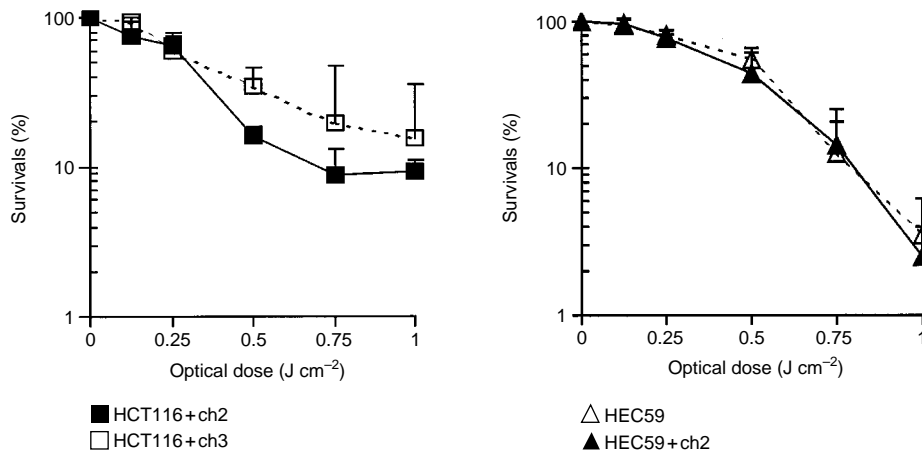 100
10
1
Survivals (%)
0 0.25 0.5 0.75 1
Optical dose (J cm⁻²)
HCT116+ch2
HCT116+ch3
100
10
1
Survivals (%)
0 0.25 0.5 0.75 1
Optical dose (J cm⁻²)
HEC59
HEC59+ch2